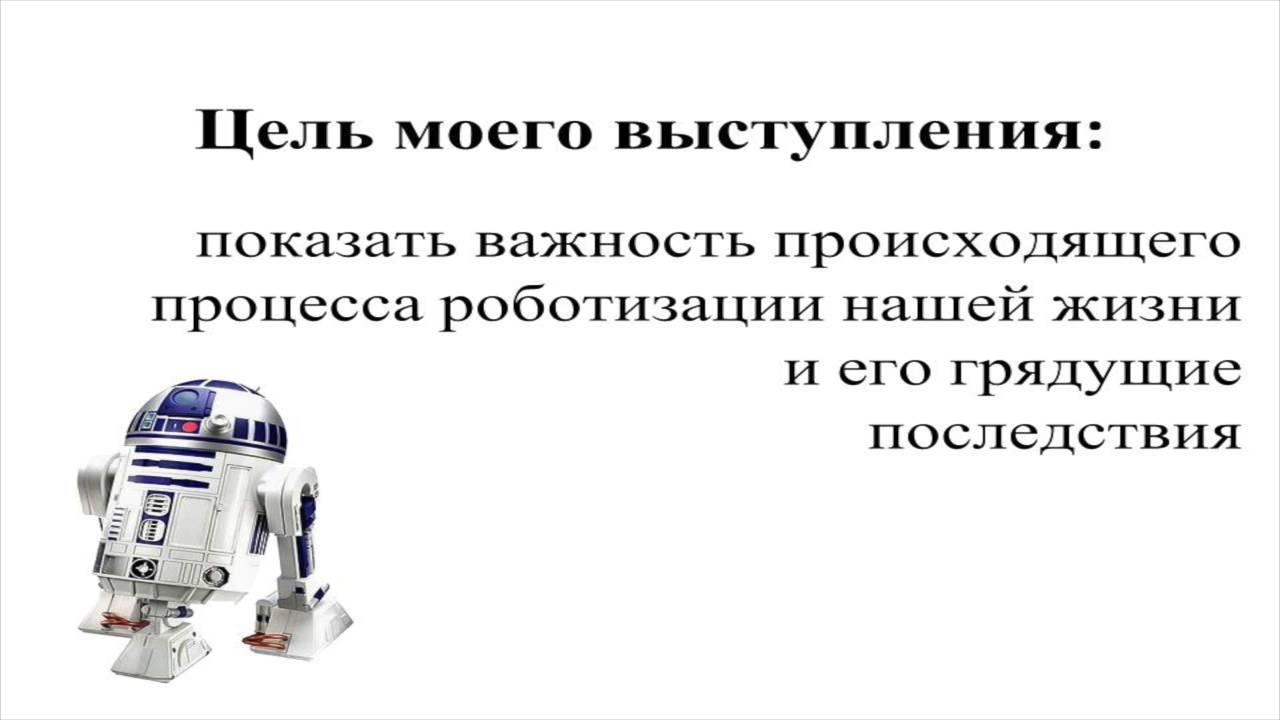 Цель моего выступления:
показать важность происходящего
процесса роботизации нашей жизни
и его грядущие
последствия